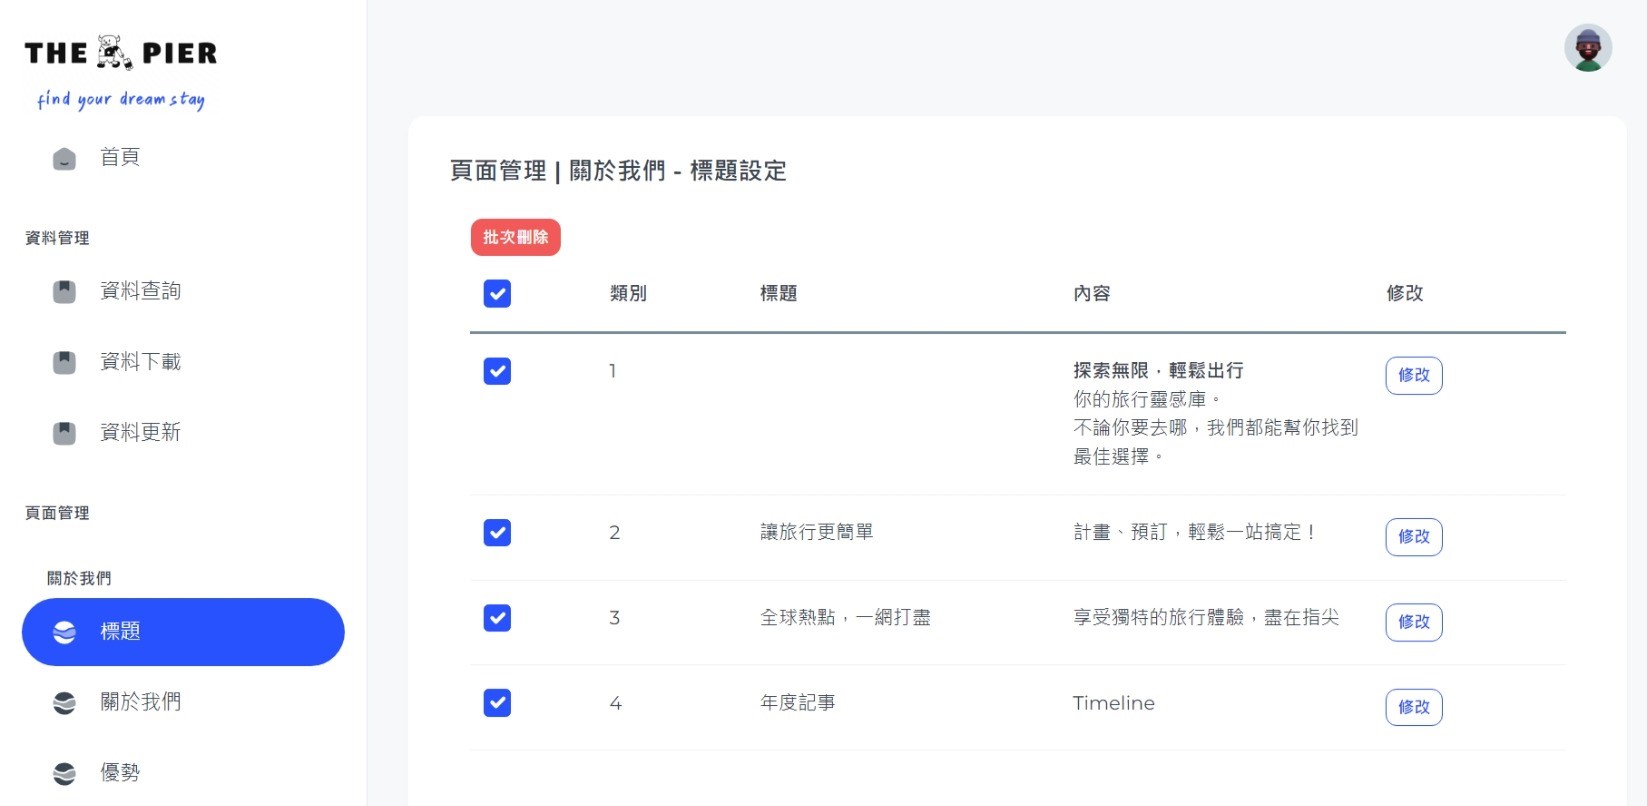 THE PIER
find your dream stay
首頁
資料管理
資料查詢
資料下載
資料更新
頁面管理
關於我們
標題
關於我們
優勢
頁面管理 | 關於我們 - 標題設定
批次刪除
類別 標題 內容 修改
1 探索無限．輕鬆出行 修改
你的旅行靈感庫。
不論你要去哪，我們都能幫你找到
最佳選擇。
2 讓旅行更簡單 計畫、預訂，輕鬆一站搞定！ 修改
3 全球熱點，一網打盡 享受獨特的旅行體驗，盡在指尖 修改
4 年度記事 Timeline 修改